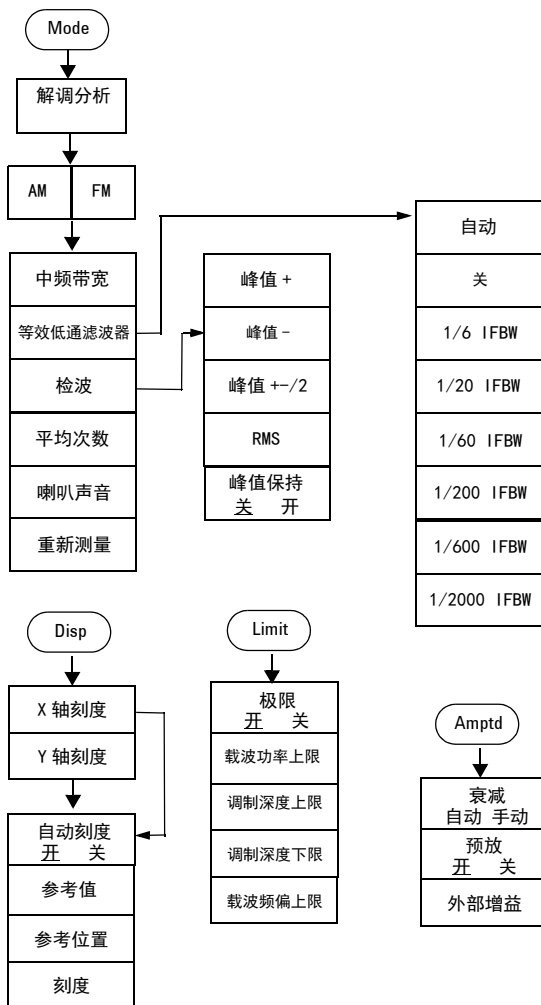 Mode
解调分析
AM FM
中频带宽
等效低通滤波器
检波
平均次数
喇叭声音
重新测量
峰值 +
峰值 -
峰值 +-/2
RMS
峰值保持
关 开
自动
关
1/6 IFBW
1/20 IFBW
1/60 IFBW
1/200 IFBW
1/600 IFBW
1/2000 IFBW
Disp
X 轴刻度
Y 轴刻度
自动刻度
开 关
参考值
参考位置
刻度
Limit
极限
开 关
载波功率上限
调制深度上限
调制深度下限
载波频偏上限
Amptd
衰减
自动 手动
预放
开 关
外部增益